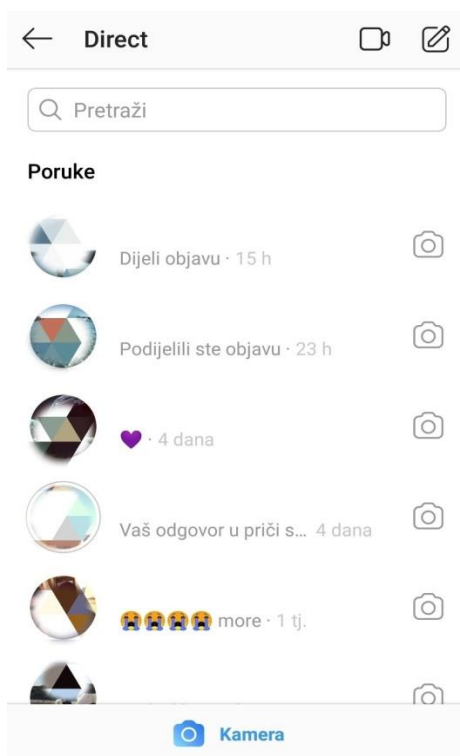 Direct
Pretraži
Poruke
Dijeli objavu · 15 h
Podijelili ste objavu · 23 h
💜 · 4 dana
Vaš odgovor u priči s... 4 dana
😭😭😭😭 more · 1 tj.
Kamera